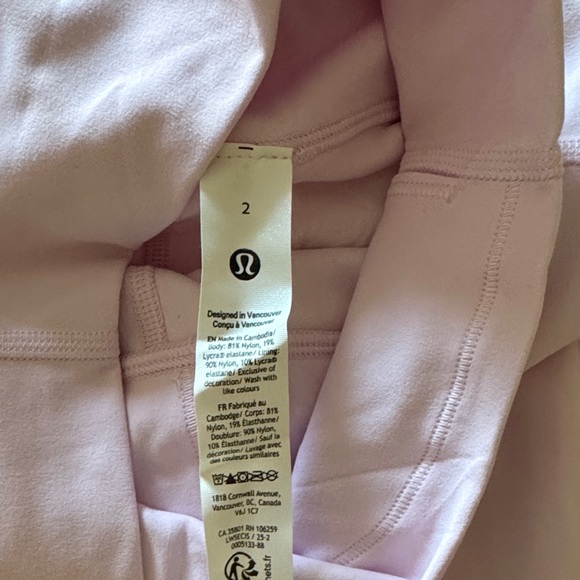 2
Designed in Vancouver
Conçu à Vancouver
EN Made in Cambodia/
Body: 81% Nylon, 19%
Lycra® elastane/ Lining:
90% Nylon, 10% Lycra®
elastane/ Exclusive of
decoration/ Wash with
like colours
FR Fabriqué au
Cambodge/ Corps: 81%
Nylon, 19% Élasthanne/
Doublure: 90% Nylon,
10% Élasthanne/ Sauf la
décoration/ Lavage avec
des couleurs similaires
1818 Cornwall Avenue,
Vancouver, BC, Canada
V6J 1C7
CA 35801 RN 106259
LW5ECIS / 25-2
0005133-88